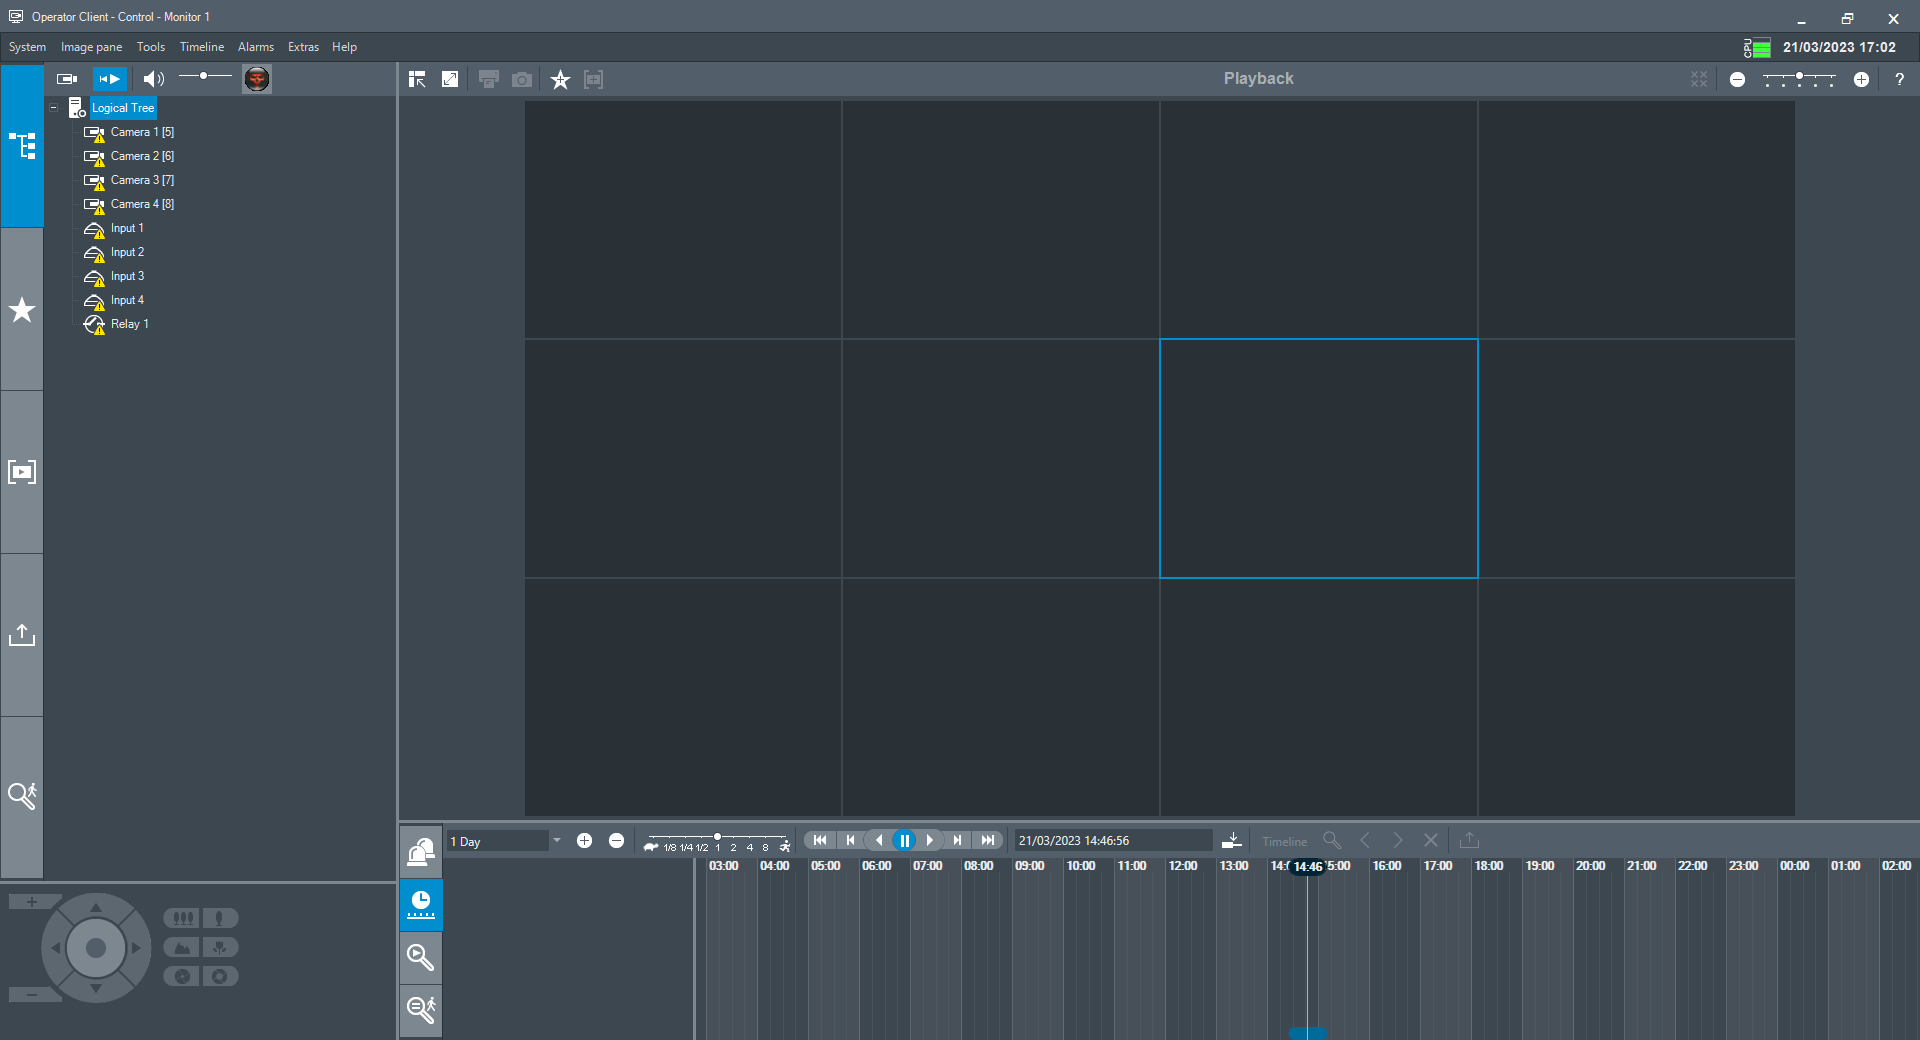 Operator Client - Control - Monitor 1
System Image pane Tools Timeline Alarms Extras Help
CPU 21/03/2023 17:02
Playback
?
Logical Tree
Camera 1 [5]
Camera 2 [6]
Camera 3 [7]
Camera 4 [8]
Input 1
Input 2
Input 3
Input 4
Relay 1
1 Day
1/8 1/4 1/2 1 2 4 8
21/03/2023 14:46:56
Timeline
03:00 04:00 05:00 06:00 07:00 08:00 09:00 10:00 11:00 12:00 13:00 14:0 14:46 5:00 16:00 17:00 18:00 19:00 20:00 21:00 22:00 23:00 00:00 01:00 02:00